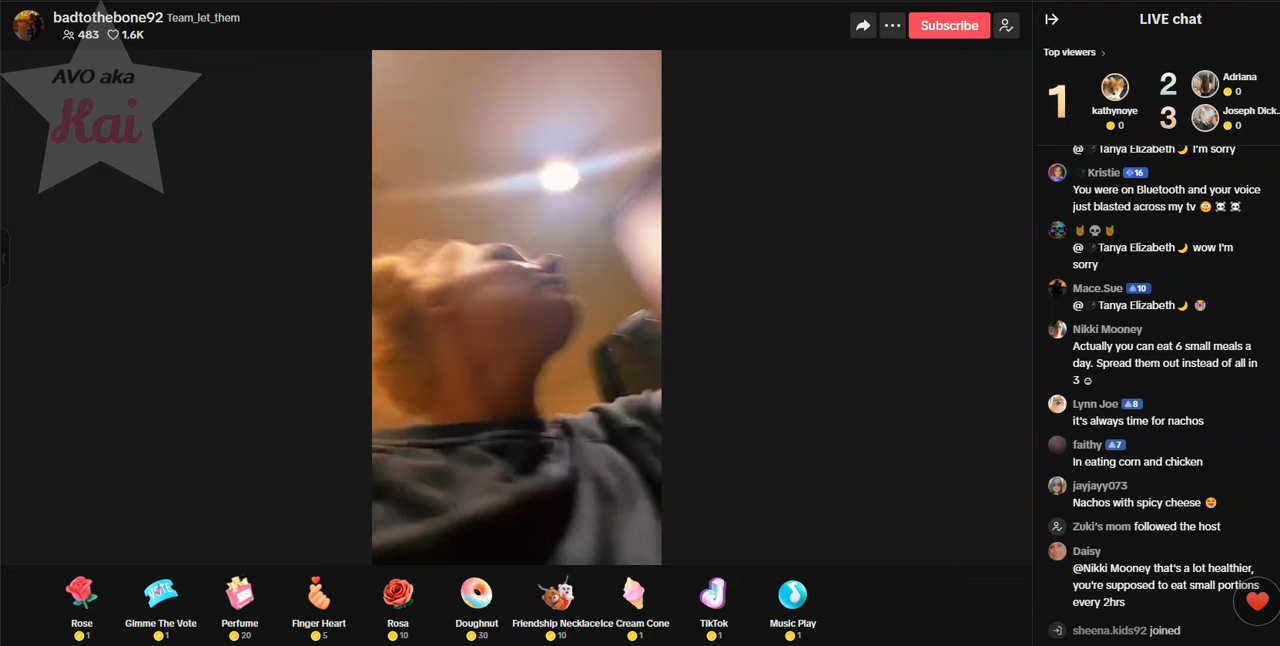 badtothebone92 Team_let_them
483 1.6K
Subscribe
AVO aka
Kai
LIVE chat
Top viewers
1
kathynoye
0
2
Adriana
0
3
Joseph Dick...
0
@ Tanya Elizabeth🌙 I'm sorry
Kristie 16
You were on Bluetooth and your voice
just blasted across my tv 😳 ☠️ ☠️
🤘 💀 🤘
@ Tanya Elizabeth🌙 wow I'm
sorry
Mace.Sue 10
@ Tanya Elizabeth🌙 😭
Nikki Mooney
Actually you can eat 6 small meals a
day. Spread them out instead of all in
3 ☺
Lynn Joe 8
it's always time for nachos
faithy 7
In eating corn and chicken
jayjayy073
Nachos with spicy cheese 😍
Zuki's mom followed the host
Daisy
@Nikki Mooney that's a lot healthier,
you're supposed to eat small portions
every 2hrs
sheena.kids92 joined
Rose
1
VOTE
Gimme The Vote
1
Perfume
20
Finger Heart
5
Rosa
10
Doughnut
30
Friendship Necklace
10
Ice Cream Cone
1
TikTok
1
Music Play
1